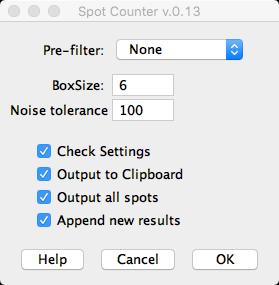 Spot Counter v.0.13
Pre-filter: None
BoxSize: 6
Noise tolerance 100
Check Settings
Output to Clipboard
Output all spots
Append new results
Help Cancel OK